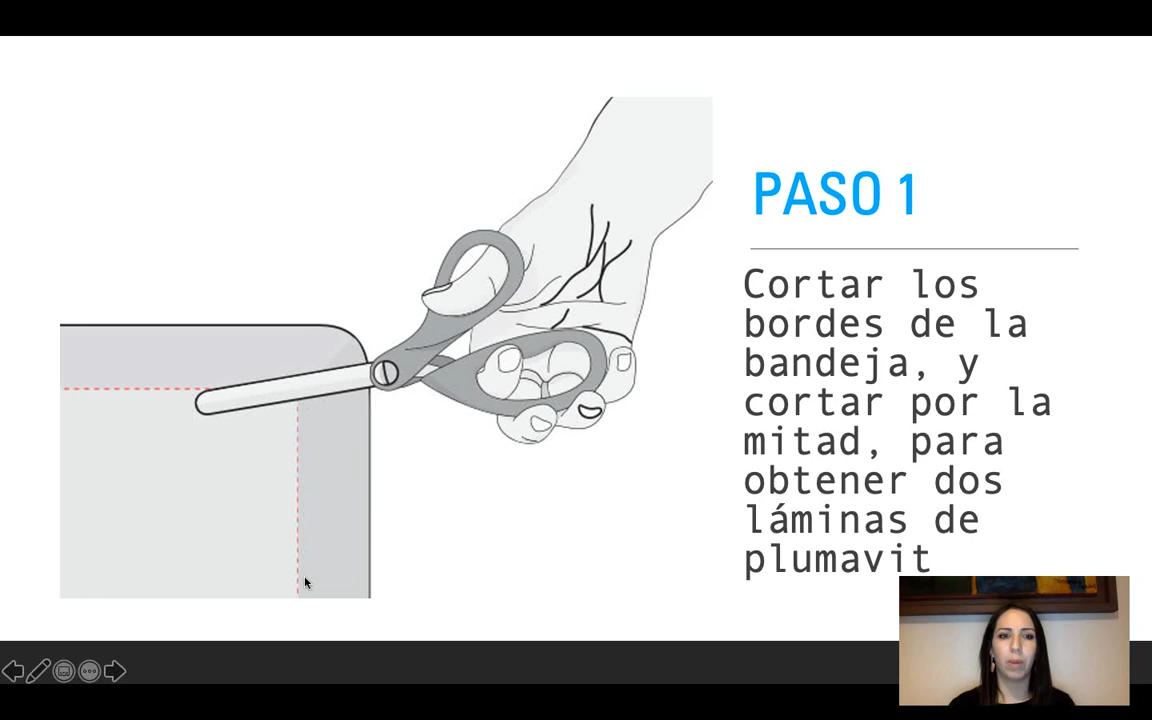 PASO 1
Cortar los
bordes de la
bandeja, y
cortar por la
mitad, para
obtener dos
láminas de
plumavit